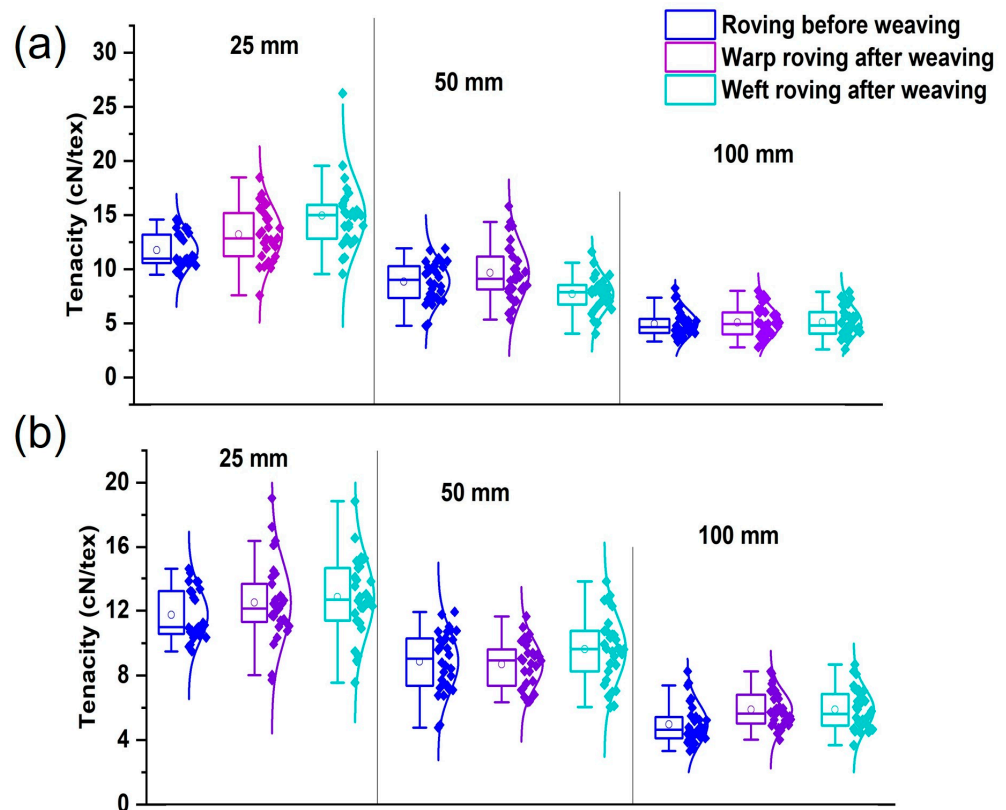 (a)
25 mm
50 mm
100 mm
Roving before weaving
Warp roving after weaving
Weft roving after weaving
Tenacity (cN/tex)
30
25
20
15
10
5
0
(b)
25 mm
50 mm
100 mm
Tenacity (cN/tex)
20
16
12
8
4
0